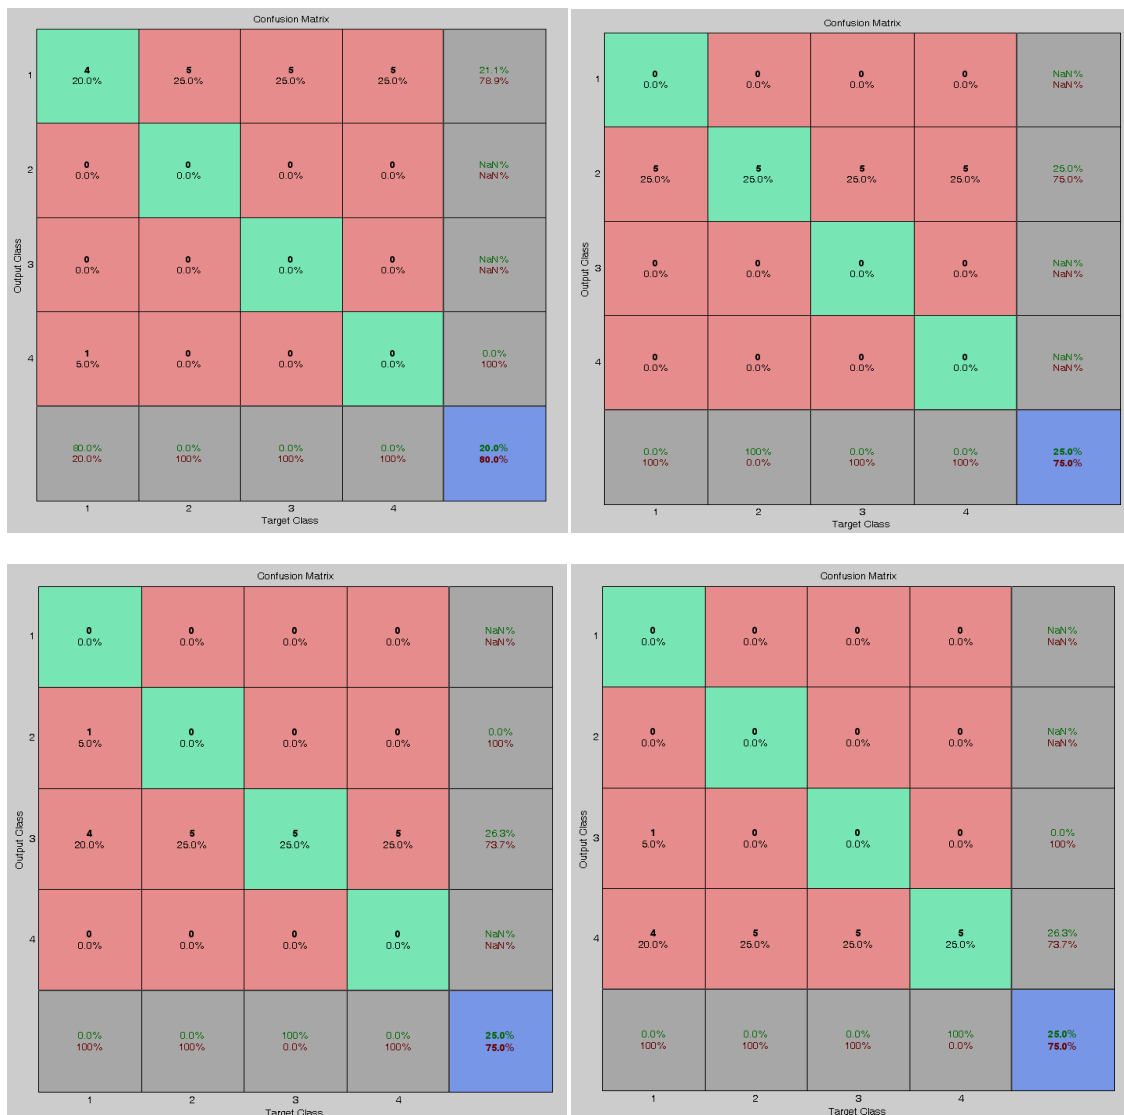 Confusion Matrix
1
4 5 5 5 21.1%
20.0% 25.0% 25.0% 25.0% 78.9%
2
0 0 0 0 NaN%
0.0% 0.0% 0.0% 0.0% NaN%
3
0 0 0 0 NaN%
0.0% 0.0% 0.0% 0.0% NaN%
4
1 0 0 0 0.0%
5.0% 0.0% 0.0% 0.0% 100%
80.0% 0.0% 0.0% 0.0% 20.0%
20.0% 100% 100% 100% 80.0%
1 2 3 4
Target Class
Output Class
Confusion Matrix
1
0 0 0 0 NaN%
0.0% 0.0% 0.0% 0.0% NaN%
2
5 5 5 5 25.0%
25.0% 25.0% 25.0% 25.0% 75.0%
3
0 0 0 0 NaN%
0.0% 0.0% 0.0% 0.0% NaN%
4
0 0 0 0 NaN%
0.0% 0.0% 0.0% 0.0% NaN%
0.0% 100% 0.0% 0.0% 25.0%
100% 0.0% 100% 100% 75.0%
1 2 3 4
Target Class
Output Class
Confusion Matrix
1
0 0 0 0 NaN%
0.0% 0.0% 0.0% 0.0% NaN%
2
1 0 0 0 0.0%
5.0% 0.0% 0.0% 0.0% 100%
3
4 5 5 5 26.3%
20.0% 25.0% 25.0% 25.0% 73.7%
4
0 0 0 0 NaN%
0.0% 0.0% 0.0% 0.0% NaN%
0.0% 0.0% 100% 0.0% 25.0%
100% 100% 0.0% 100% 75.0%
1 2 3 4
Target Class
Output Class
Confusion Matrix
1
0 0 0 0 NaN%
0.0% 0.0% 0.0% 0.0% NaN%
2
0 0 0 0 NaN%
0.0% 0.0% 0.0% 0.0% NaN%
3
1 0 0 0 0.0%
5.0% 0.0% 0.0% 0.0% 100%
4
4 5 5 5 26.3%
20.0% 25.0% 25.0% 25.0% 73.7%
0.0% 0.0% 0.0% 100% 25.0%
100% 100% 100% 0.0% 75.0%
1 2 3 4
Target Class
Output Class